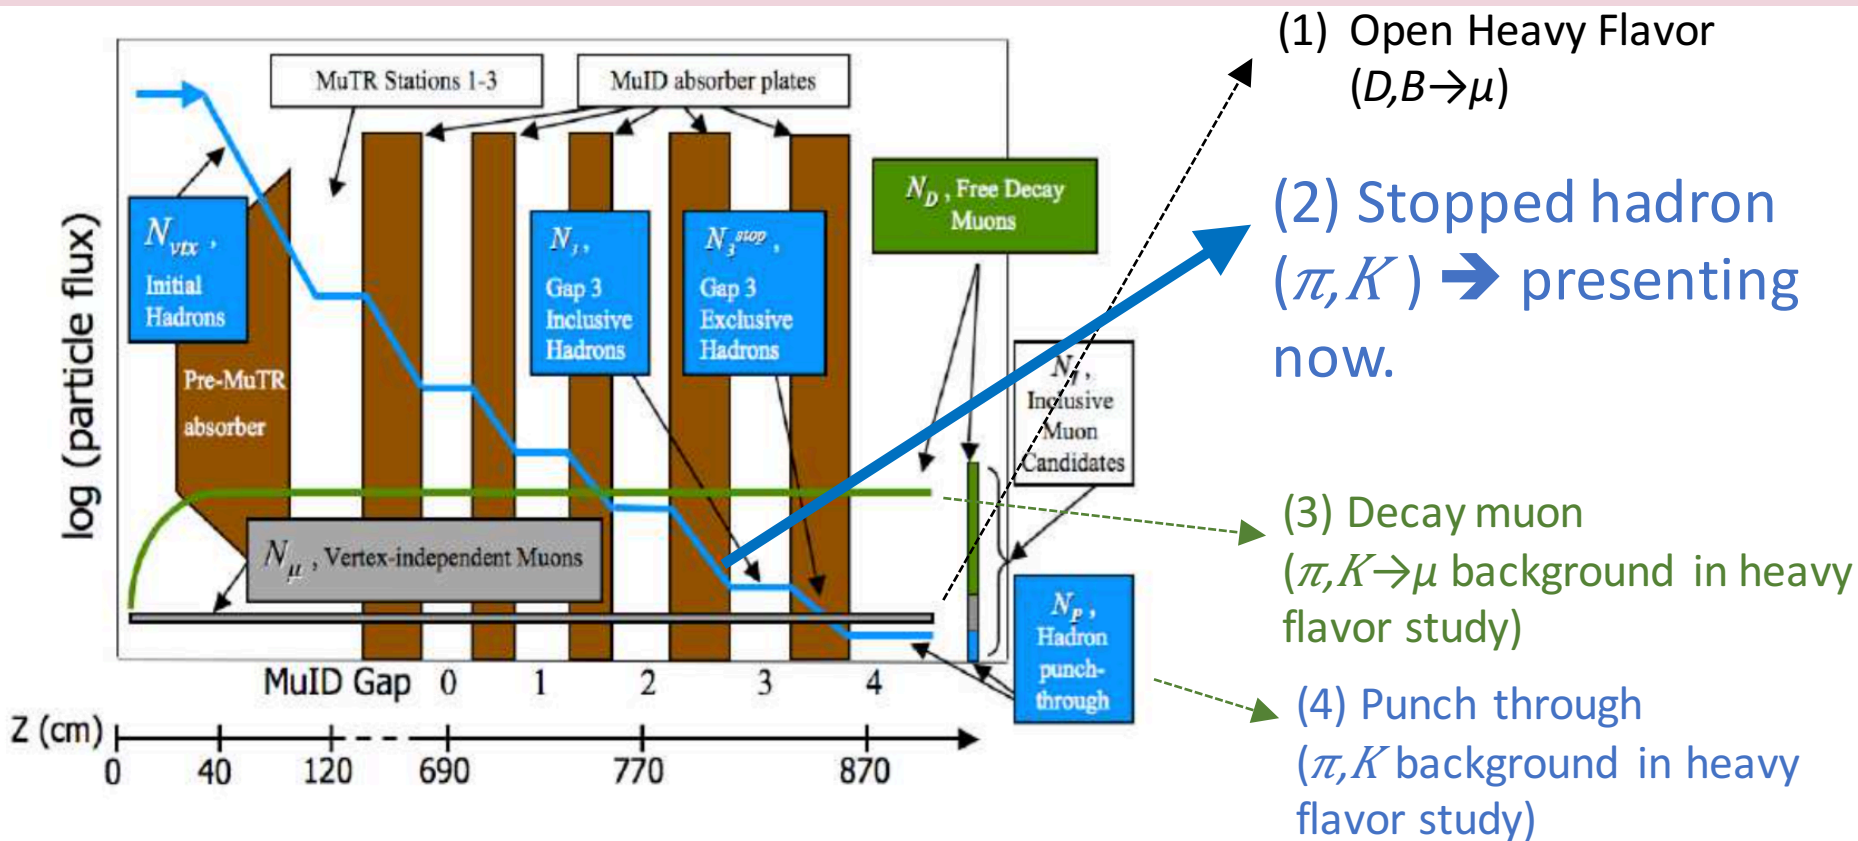 (1) Open Heavy Flavor
(D,B→μ)
MuTR Stations 1-3
MuID absorber plates
N_D , Free Decay
Muons
(2) Stopped hadron
(π,K ) ➔ presenting
now.
N_vtx ,
Initial
Hadrons
N_3,
Gap 3
Inclusive
Hadrons
N_3^stop ,
Gap 3
Exclusive
Hadrons
log (particle flux)
Pre-MuTR
absorber
N_I,
Inclusive
Muon
Candidates
N_μ , Vertex-independent Muons
(3) Decay muon
(π,K→μ background in heavy
flavor study)
N_P ,
Hadron
punch-
through
MuID Gap 0 1 2 3 4
(4) Punch through
(π,K background in heavy
flavor study)
Z (cm)
0 40 120 690 770 870